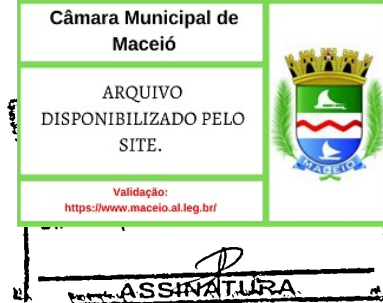 Câmara Municipal de
Maceió
ARQUIVO
DISPONIBILIZADO PELO
SITE.
Validação:
https://www.maceio.al.leg.br/
MACEIÓ
ASSINATURA